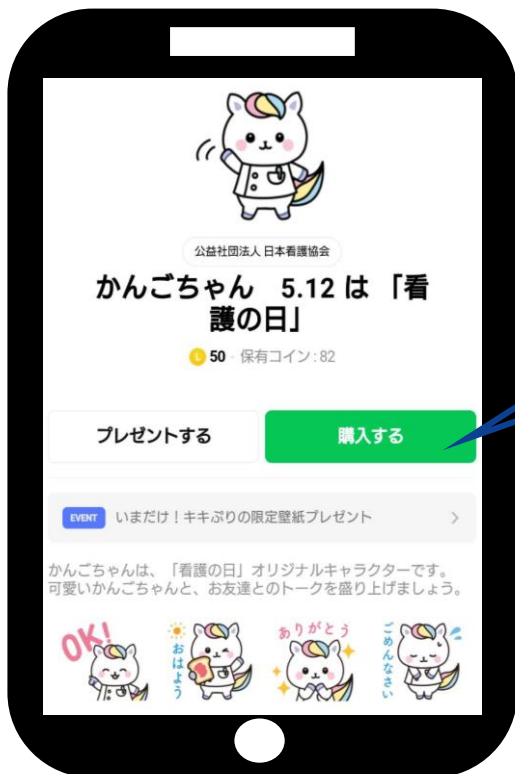 公益社団法人 日本看護協会
かんごちゃん　5.12 は 「看
護の日」
L 50 · 保有コイン : 82
プレゼントする
購入する
EVENT いまだけ！キキぷりの限定壁紙プレゼント
かんごちゃんは、「看護の日」オリジナルキャラクターです。
可愛いかんごちゃんと、お友達とのトークを盛り上げましょう。
OK!
おはよう
ありがとう
ごめんなさい